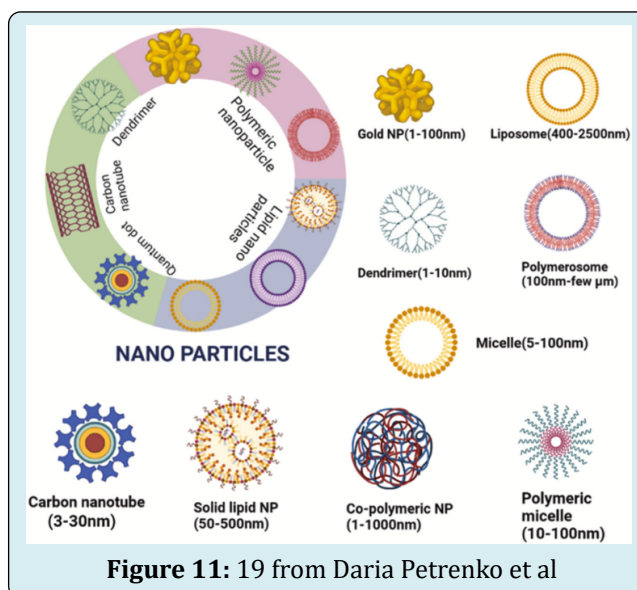 Dendrimer
Polymeric
nanoparticle
Carbon
nanotube
Lipid nano
particles
Quantum dot
NANO PARTICLES
Gold NP(1-100nm)
Liposome(400-2500nm)
Dendrimer(1-10nm)
Polymerosome
(100nm-few μm)
Micelle(5-100nm)
Carbon nanotube
(3-30nm)
Solid lipid NP
(50-500nm)
Co-polymeric NP
(1-1000nm)
Polymeric
micelle
(10-100nm)
Figure 11: 19 from Daria Petrenko et al